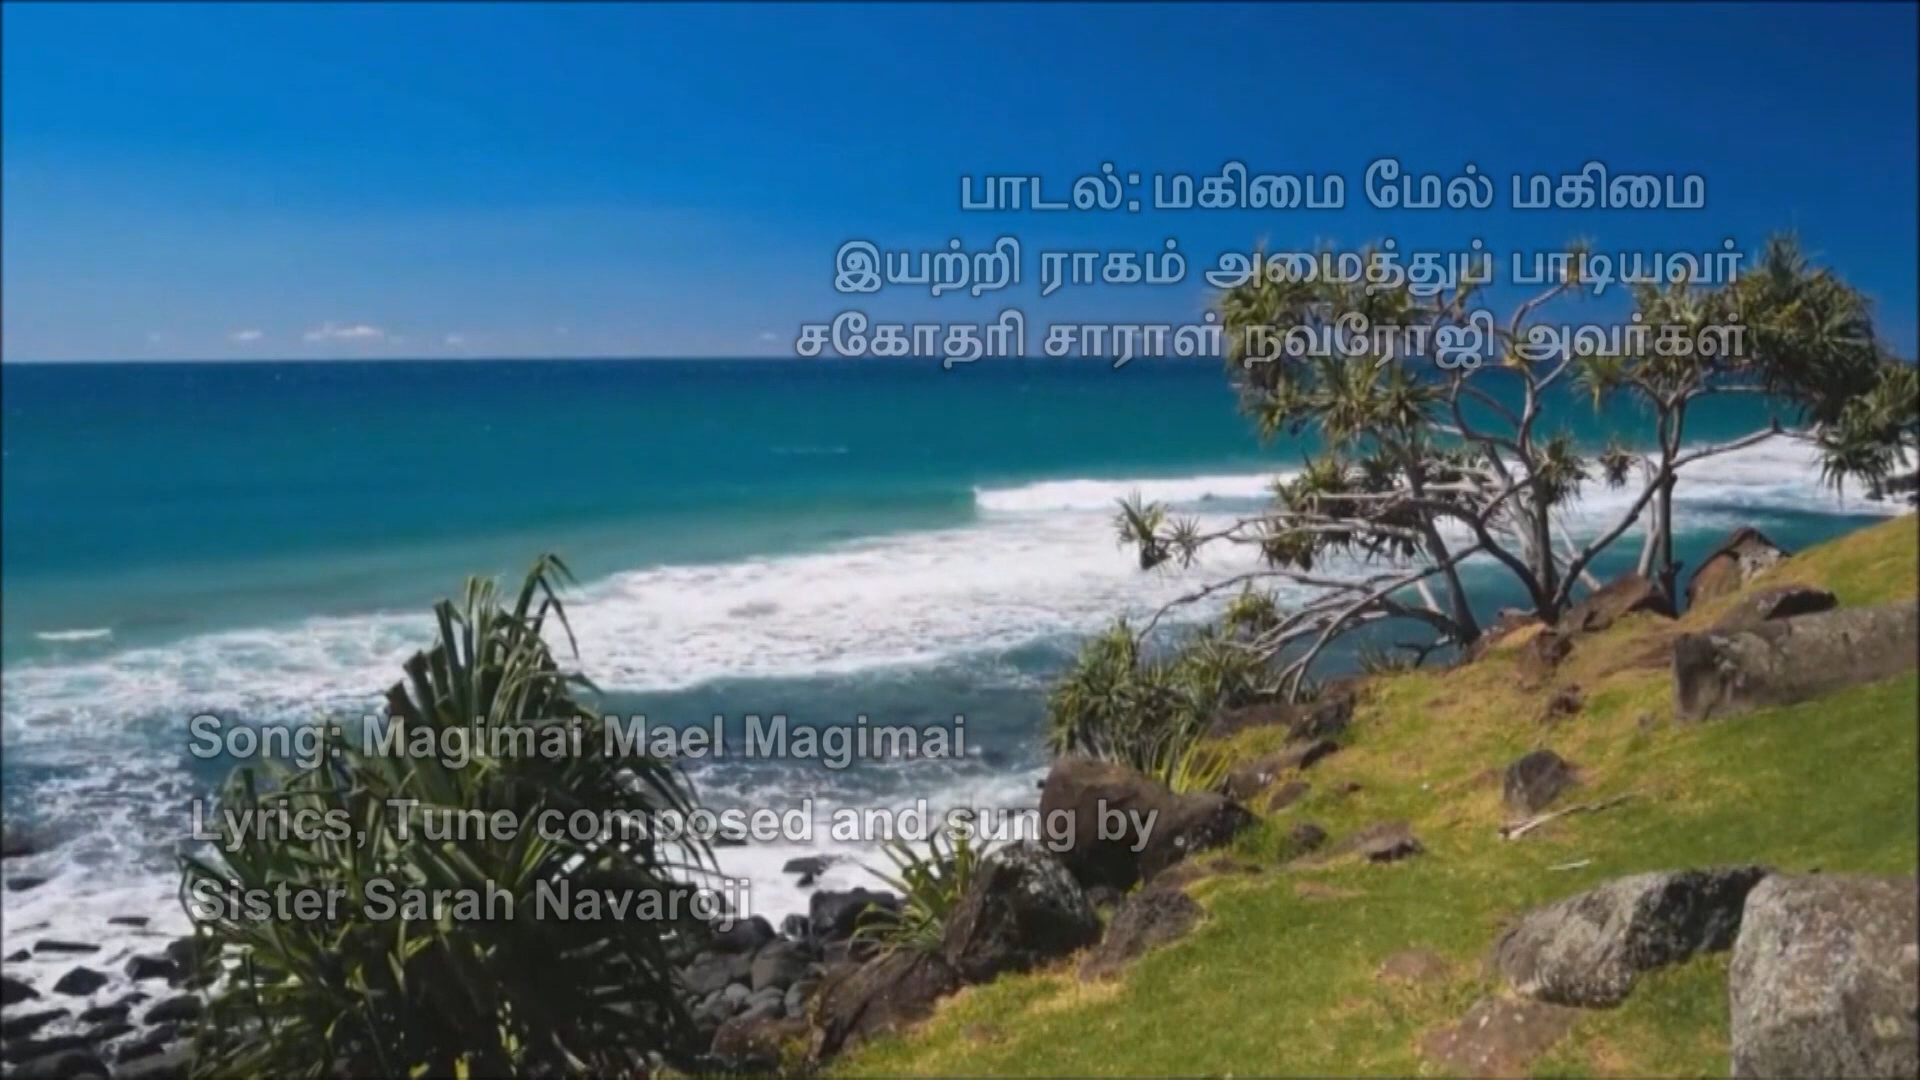 பாடல்: மகிமை மேல் மகிமை
இயற்றி ராகம் அமைத்துப் பாடியவர்
சகோதரி சாராள் நவரோஜி அவர்கள்
Song: Magimai Mael Magimai
Lyrics, Tune composed and sung by
Sister Sarah Navaroji